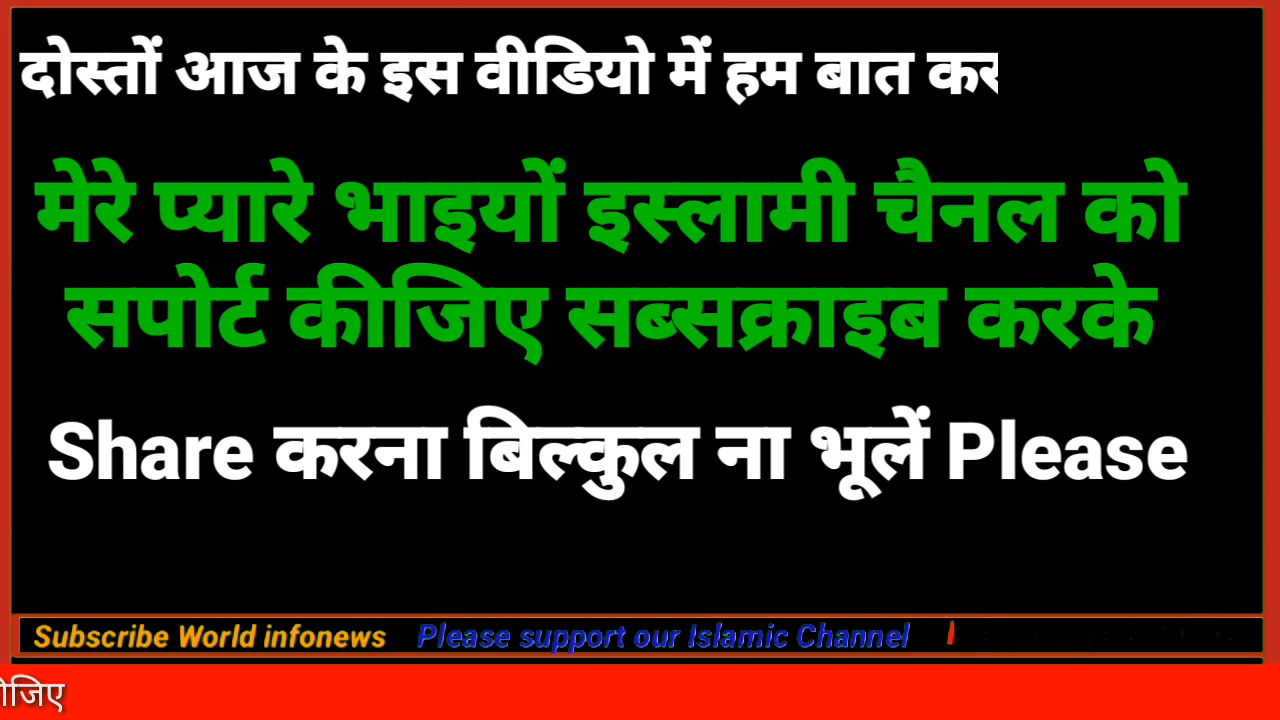 दोस्तों आज के इस वीडियो में हम बात
मेरे प्यारे भाइयों इस्लामी चैनल को
सपोर्ट कीजिए सब्सक्राइब करके
Share करना बिल्कुल ना भूलें Please
Subscribe World infonews Please support our Islamic Channel